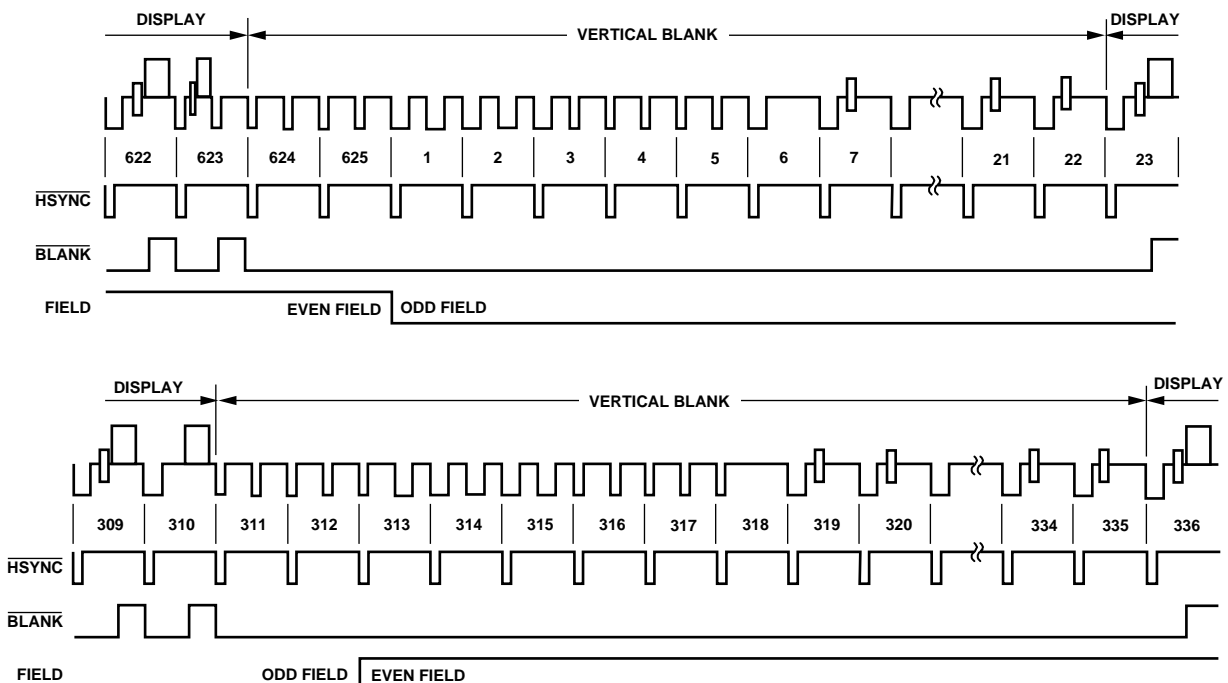 DISPLAY DISPLAY
VERTICAL BLANK
622 623 624 625 1 2 3 4 5 6 7 21 22 23
HSYNC
BLANK
FIELD EVEN FIELD ODD FIELD
DISPLAY DISPLAY
VERTICAL BLANK
309 310 311 312 313 314 315 316 317 318 319 320 334 335 336
HSYNC
BLANK
FIELD ODD FIELD EVEN FIELD